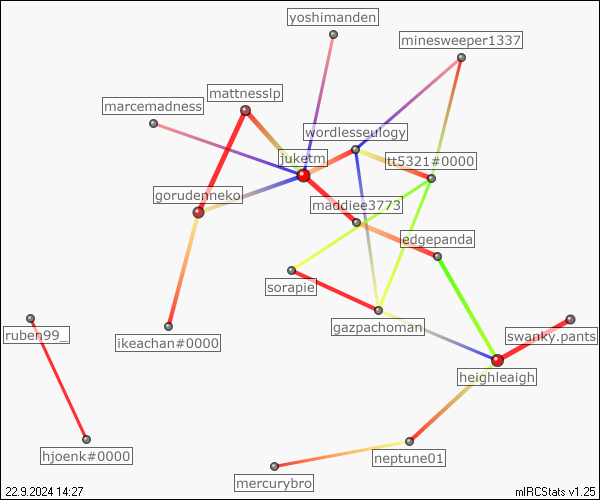 yoshimanden
minesweeper1337
mattnesslp
marcemadness
wordlesseulogy
juketm
tt5321#0000
gorudenneko
maddiee3773
edgepanda
sorapie
gazpachoman
ruben99_
ikeachan#0000
swanky.pants
heighleaigh
hjoenk#0000
neptune01
mercurybro
22.9.2024 14:27
mIRCStats v1.25